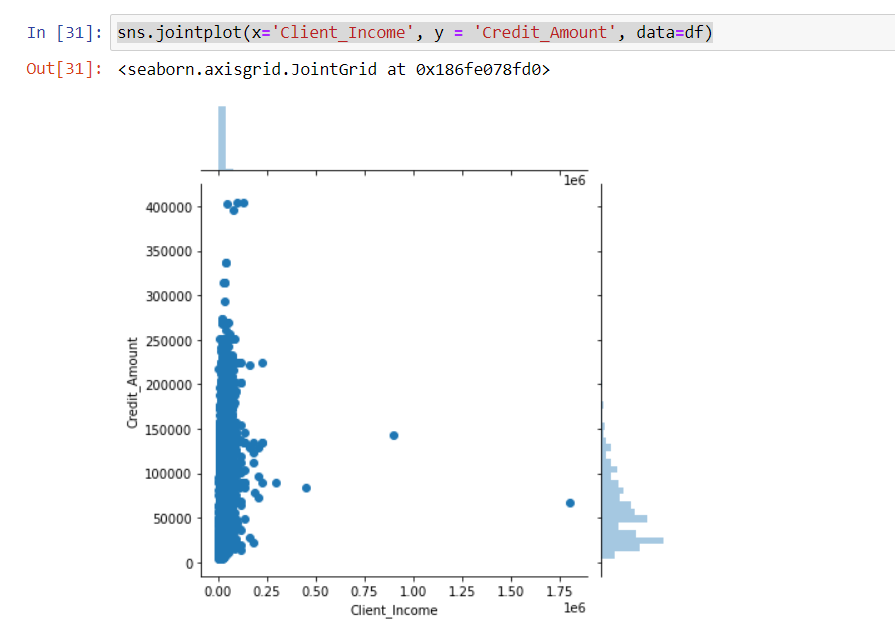 In [31]: sns.jointplot(x='Client_Income', y = 'Credit_Amount', data=df)
Out[31]: <seaborn.axisgrid.JointGrid at 0x186fe078fd0>
1e6
400000
350000
300000
250000
200000
150000
100000
50000
0
Credit_Amount
0.00 0.25 0.50 0.75 1.00 1.25 1.50 1.75
1e6
Client_Income